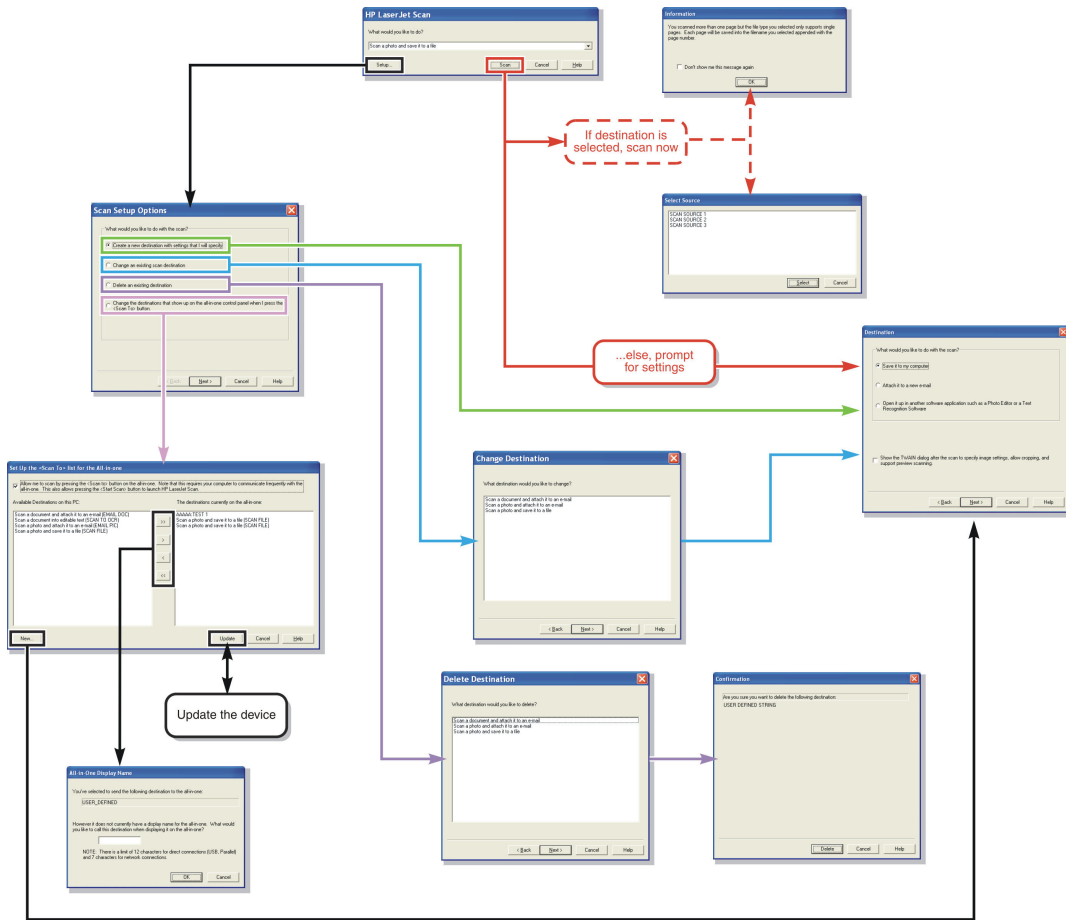 HP LaserJet Scan
What would you like to do?
Scan a photo and save it to a file
Setup...
Scan
Cancel
Help
Information
You scanned more than one page but the file type you selected only supports single
pages. Each page will be saved into the filename you selected appended with the
page number.
Don't show me this message again
OK
If destination is
selected, scan now
Select Source
SCAN SOURCE 1
SCAN SOURCE 2
SCAN SOURCE 3
Select
Cancel
Scan Setup Options
What would you like to do with the scan?
Create a new destination with settings that I will specify
Change an existing scan destination
Delete an existing destination
Change the destinations that show up on the all-in-one control panel when I press the
<Scan To> button
< Back
Next >
Cancel
Help
...else, prompt
for settings
Destination
What would you like to do with the scan?
Save it to my computer
Attach it to a new e-mail
Open it up in another software application such as a Photo Editor or a Text
Recognition Software
Show the TWAIN dialog after the scan to specify image settings, allow cropping, and
support preview scanning.
< Back
Next >
Cancel
Help
Set Up the <Scan To> list for the All-in-one
Allow me to scan by pressing the <Scan to> button on the all-in-one. Note that this requires your computer to communicate frequently with the
all-in-one. This also allows pressing the <Start Scan> button to launch HP LaserJet Scan.
Available Destinations on this PC:
The destinations currently on the all-in-one:
Scan a document and attach it to an e-mail (EMAIL DOC)
Scan a document into editable text (SCAN TO OCR)
Scan a photo and attach it to an e-mail (EMAIL PIC)
Scan a photo and save it to a file (SCAN FILE)
>>
>
<
<<
AAAAA:TEST 1
Scan a photo and save it to a file (SCAN FILE)
Scan a photo and save it to a file (SCAN FILE)
New...
Update
Cancel
Help
Update the device
Change Destination
What destination would you like to change?
Scan a document and attach it to an e-mail
Scan a photo and attach it to an e-mail
Scan a photo and save it to a file
< Back
Next >
Cancel
Help
Delete Destination
What destination would you like to delete?
Scan a document and attach it to an e-mail
Scan a photo and attach it to an e-mail
Scan a photo and save it to a file
< Back
Next >
Cancel
Help
Confirmation
Are you sure you want to delete the following destination:
USER DEFINED STRING
Delete
Cancel
Help
All-in-One Display Name
You've selected to send the following destination to the all-in-one:
USER_DEFINED
However it does not currently have a display name for the all-in-one. What would
you like to call this destination when displaying it on the all-in-one?
NOTE: There is a limit of 12 characters for direct connections (USB, Parallel)
and 7 characters for network connections.
OK
Cancel